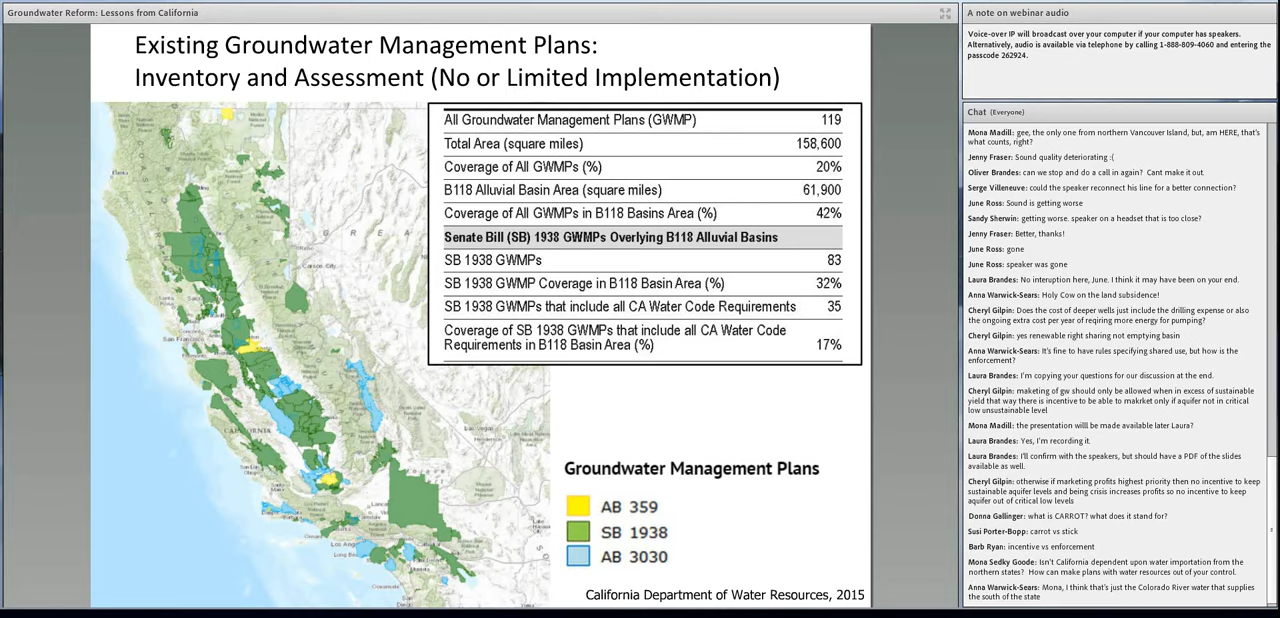 Groundwater Reform: Lessons from California
Existing Groundwater Management Plans:
Inventory and Assessment (No or Limited Implementation)
All Groundwater Management Plans (GWMP) 119
Total Area (square miles) 158,600
Coverage of All GWMPs (%) 20%
B118 Alluvial Basin Area (square miles) 61,900
Coverage of All GWMPs in B118 Basins Area (%) 42%
Senate Bill (SB) 1938 GWMPs Overlying B118 Alluvial Basins
SB 1938 GWMPs 83
SB 1938 GWMP Coverage in B118 Basin Area (%) 32%
SB 1938 GWMPs that include all CA Water Code Requirements 35
Coverage of SB 1938 GWMPs that include all CA Water Code
Requirements in B118 Basin Area (%) 17%
Carson City
San Francisco
CALIFORNIA
Las Vegas
Los Angeles
Long Beach
San Diego
Groundwater Management Plans
AB 359
SB 1938
AB 3030
California Department of Water Resources, 2015
A note on webinar audio
Voice-over IP will broadcast over your computer if your computer has speakers.
Alternatively, audio is available via telephone by calling 1-888-809-4060 and entering the
passcode 262924.
Chat (Everyone)
Mona Madill: gee, the only one from northern Vancouver Island, but, am HERE, that's
what counts, right?
Jenny Fraser: Sound quality deteriorating :(
Oliver Brandes: can we stop and do a call in again? Cant make it out.
Serge Villeneuve: could the speaker reconnect his line for a better connection?
June Ross: Sound is getting worse
Sandy Sherwin: getting worse. speaker on a headset that is too close?
Jenny Fraser: Better, thanks!
June Ross: gone
June Ross: speaker was gone
Laura Brandes: No interuption here, June. I think it may have been on your end.
Anna Warwick-Sears: Holy Cow on the land subsidence!
Cheryl Gilpin: Does the cost of deeper wells just include the drilling expense or also
the ongoing extra cost per year of reqiring more energy for pumping?
Cheryl Gilpin: yes renewable right sharing not emptying basin
Anna Warwick-Sears: It's fine to have rules specifying shared use, but how is the
enforcement?
Laura Brandes: I'm copying your questions for our discussion at the end.
Cheryl Gilpin: maketing of gw should only be allowed when in excess of sustainable
yield that way there is incentive to be able to makrket only if aquifer not in critical
low unsustainable level
Mona Madill: the presentation willl be made available later Laura?
Laura Brandes: Yes, I'm recording it.
Laura Brandes: I'll confirm with the speakers, but should have a PDF of the slides
available as well.
Cheryl Gilpin: otherwise if marketing profits highest priority then no incentive to keep
sustainable aquifer levels and being crisis increases profits so no incentive to keep
aquifer out of critical low levels
Donna Gallinger: what is CARROT? what does it stand for?
Susi Porter-Bopp: carrot vs stick
Barb Ryan: incentive vs enforcement
Mona Sedky Goode: Isn't California dependent upon water importation from the
northern states? How can make plans with water resources out of your control.
Anna Warwick-Sears: Mona, I think that's just the Colorado River water that supplies
the south of the state